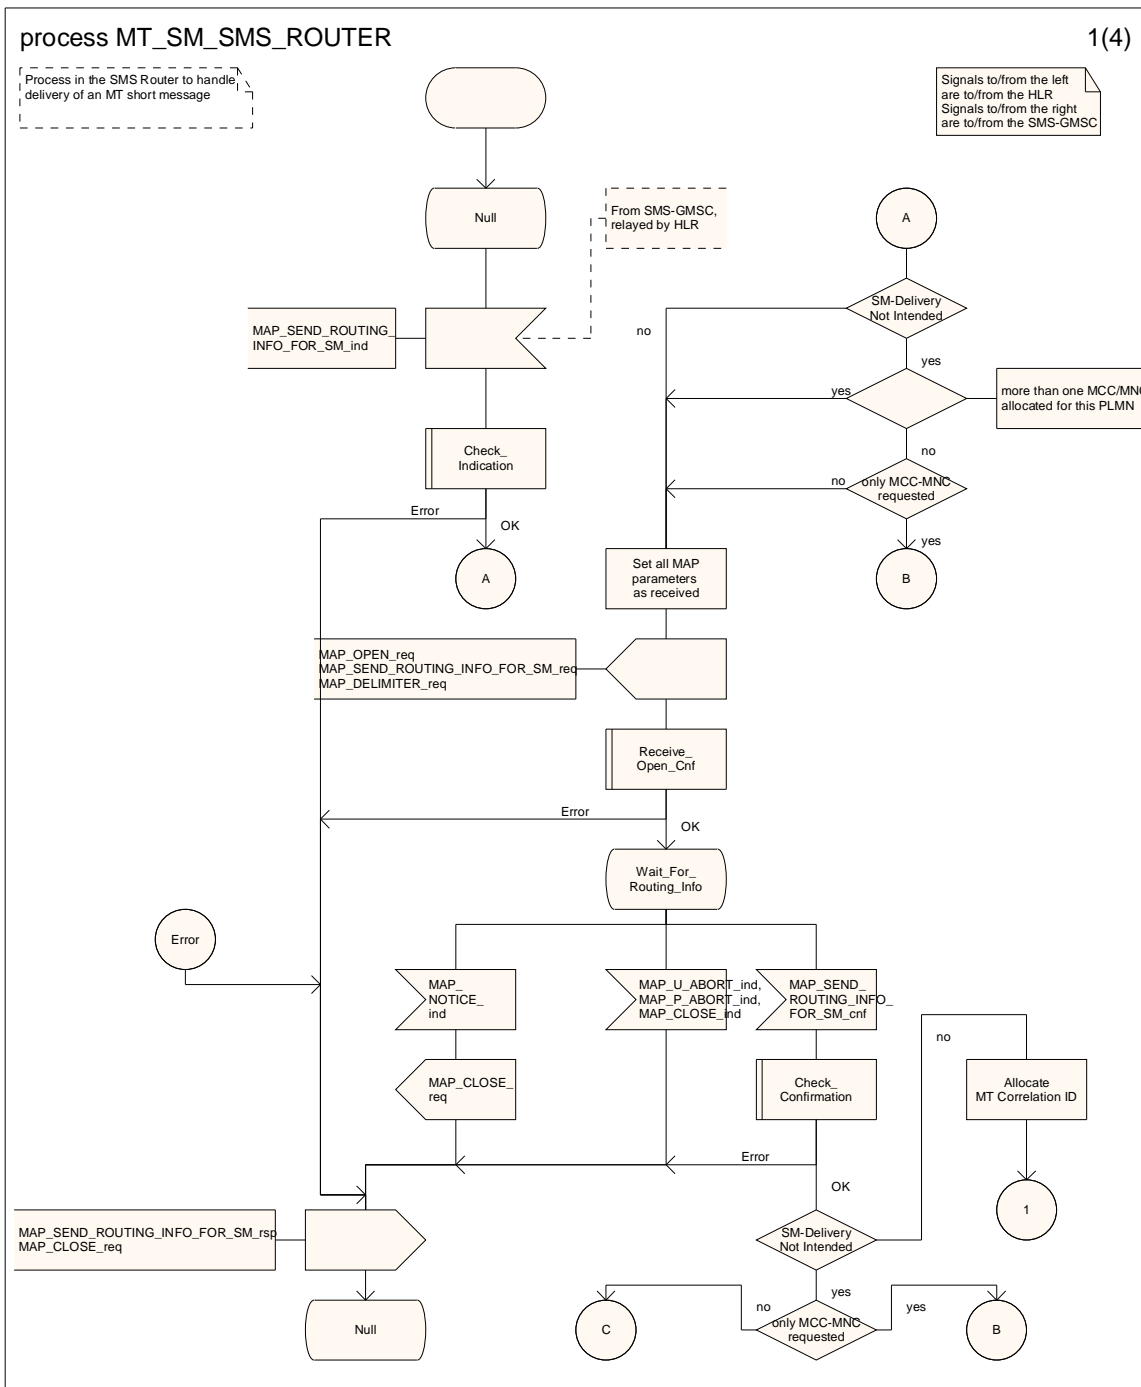 process MT_SM_SMS_ROUTER
1(4)
Process in the SMS Router to handle
delivery of an MT short message
Signals to/from the left
are to/from the HLR
Signals to/from the right
are to/from the SMS-GMSC
Null
From SMS-GMSC,
relayed by HLR
A
SM-Delivery
Not Intended
MAP_SEND_ROUTING_
INFO_FOR_SM_ind
no
yes
yes
more than one MCC/MNC
allocated for this PLMN
Check_
Indication
no
only MCC-MNC
requested
no
Error
OK
yes
A
Set all MAP
parameters
as received
B
MAP_OPEN_req
MAP_SEND_ROUTING_INFO_FOR_SM_req
MAP_DELIMITER_req
Receive_
Open_Cnf
Error
OK
Wait_For_
Routing_Info
Error
MAP_
NOTICE_
ind
MAP_U_ABORT_ind,
MAP_P_ABORT_ind,
MAP_CLOSE_ind
MAP_SEND_
ROUTING_INFO_
FOR_SM_cnf
no
MAP_CLOSE_
req
Check_
Confirmation
Allocate
MT Correlation ID
Error
OK
1
MAP_SEND_ROUTING_INFO_FOR_SM_rsp
MAP_CLOSE_req
SM-Delivery
Not Intended
yes
no
yes
Null
C
only MCC-MNC
requested
B